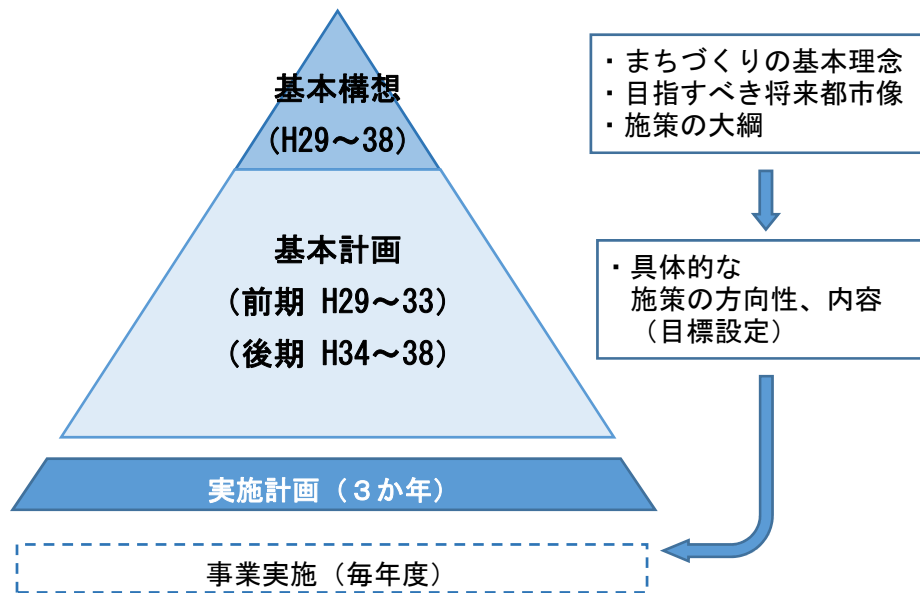 基本構想
(H29～38)
基本計画
(前期 H29～33)
(後期 H34～38)
実施計画（３か年）
事業実施（毎年度）
・まちづくりの基本理念
・目指すべき将来都市像
・施策の大綱
・具体的な
施策の方向性、内容
（目標設定）